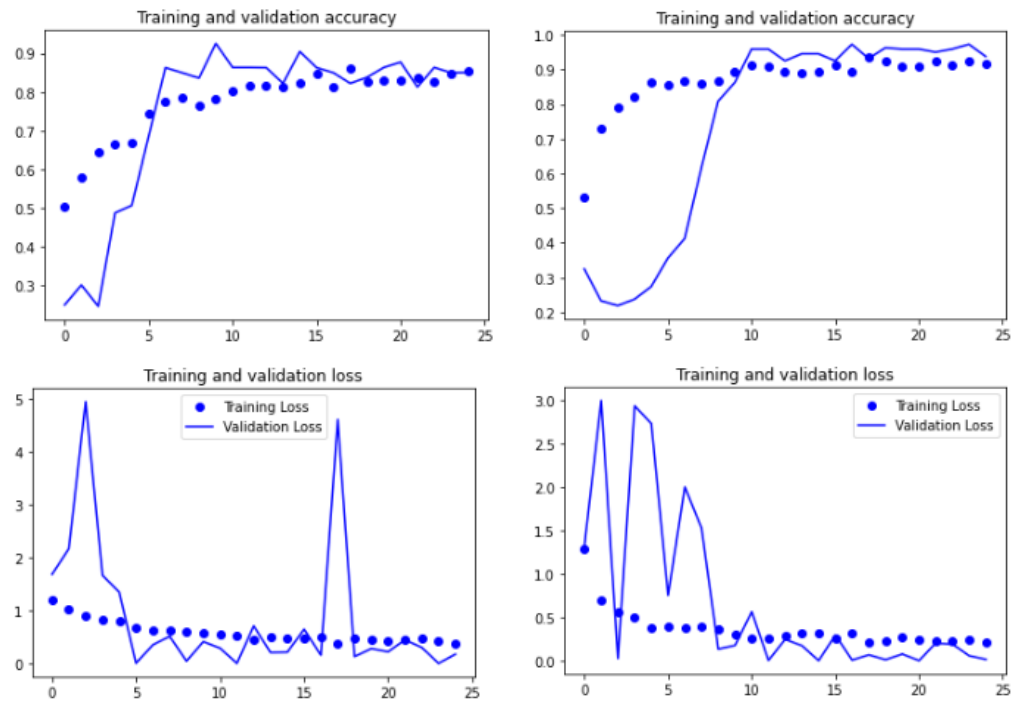 Training and validation accuracy
0.9
0.8
0.7
0.6
0.5
0.4
0.3
0 5 10 15 20 25
Training and validation accuracy
1.0
0.9
0.8
0.7
0.6
0.5
0.4
0.3
0.2
0 5 10 15 20 25
Training and validation loss
Training Loss
Validation Loss
5
4
3
2
1
0
0 5 10 15 20 25
Training and validation loss
Training Loss
Validation Loss
3.0
2.5
2.0
1.5
1.0
0.5
0.0
0 5 10 15 20 25